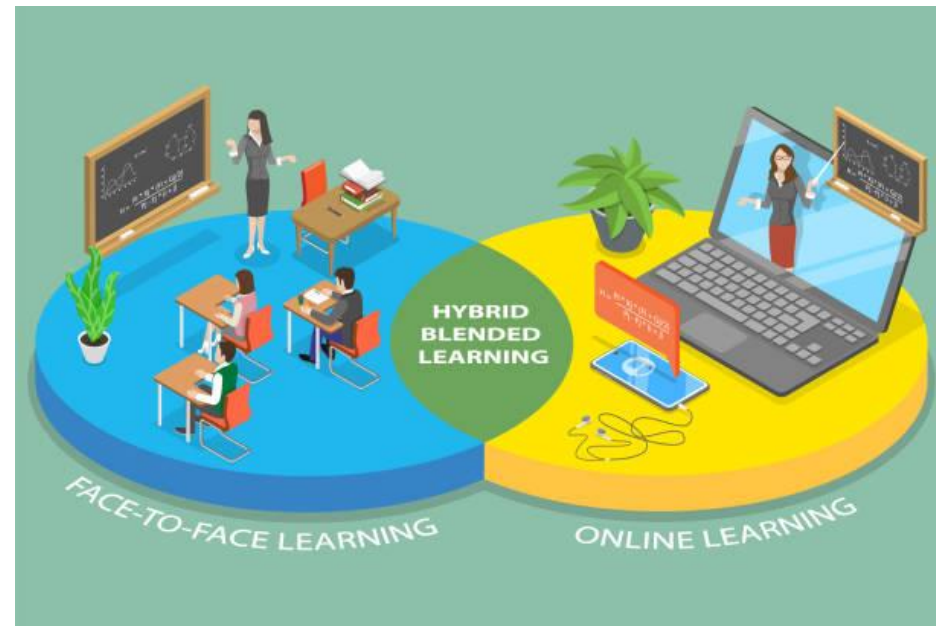 HYBRID
BLENDED
LEARNING
FACE-TO-FACE LEARNING
ONLINE LEARNING